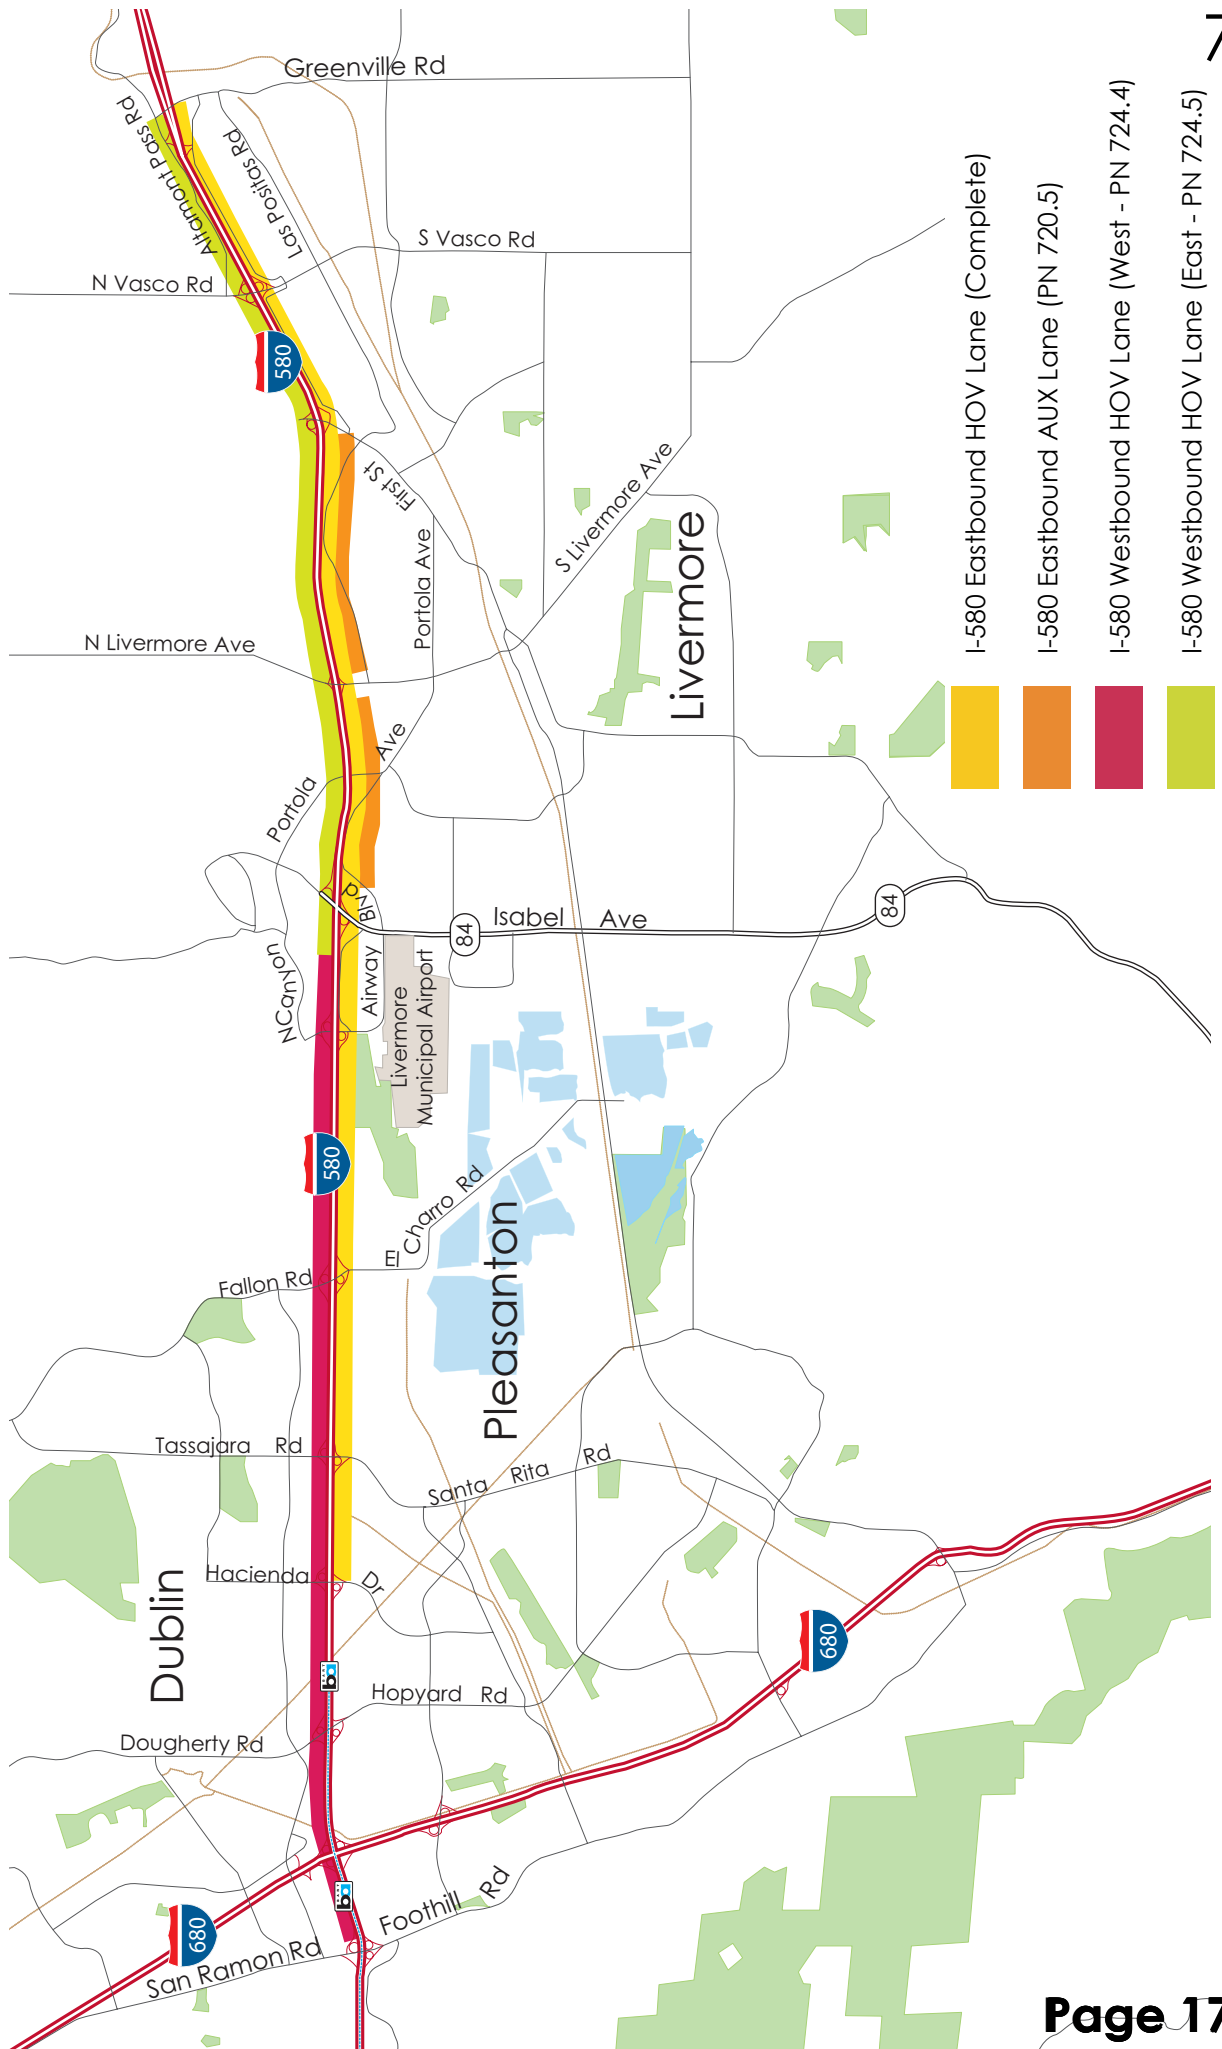 Greenville Rd
Altamont Pass Rd
Las Positas Rd
S Vasco Rd
N Vasco Rd
580
First St
Portola Ave
S Livermore Ave
N Livermore Ave
Livermore
Portola
Ave
84
Isabel Ave
84
Airway
Blvd
N Canyon
Livermore
Municipal Airport
580
El Charro Rd
Fallon Rd
Pleasanton
Tassajara Rd
Santa Rita Rd
Hacienda Dr
Dublin
Hopyard Rd
Dougherty Rd
680
680
San Ramon Rd
Foothill Rd
I-580 Eastbound HOV Lane (Complete)
I-580 Eastbound AUX Lane (PN 720.5)
I-580 Westbound HOV Lane (West - PN 724.4)
I-580 Westbound HOV Lane (East - PN 724.5)
7
Page 17